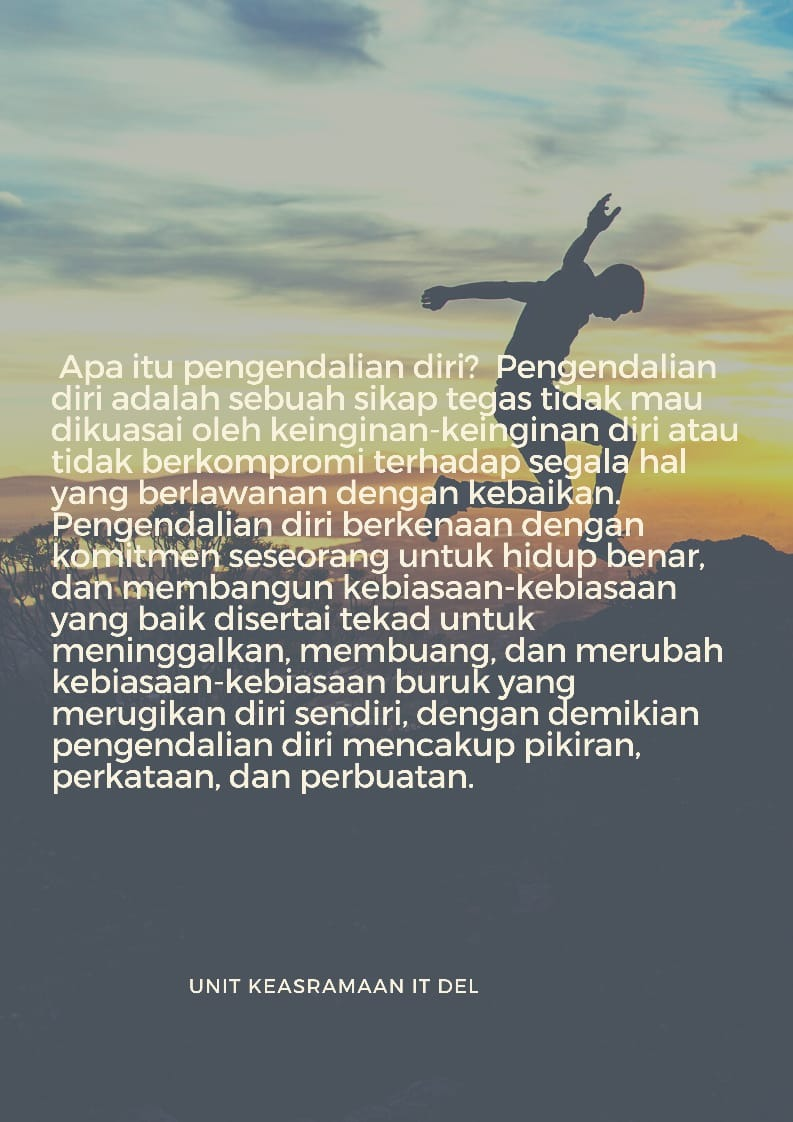 Apa itu pengendalian diri? Pengendalian
diri adalah sebuah sikap tegas tidak mau
dikuasai oleh keinginan-keinginan diri atau
tidak berkompromi terhadap segala hal
yang berlawanan dengan kebaikan.
Pengendalian diri berkenaan dengan
komitmen seseorang untuk hidup benar,
dan membangun kebiasaan-kebiasaan
yang baik disertai tekad untuk
meninggalkan, membuang, dan merubah
kebiasaan-kebiasaan buruk yang
merugikan diri sendiri, dengan demikian
pengendalian diri mencakup pikiran,
perkataan, dan perbuatan.
UNIT KEASRAMAAN IT DEL